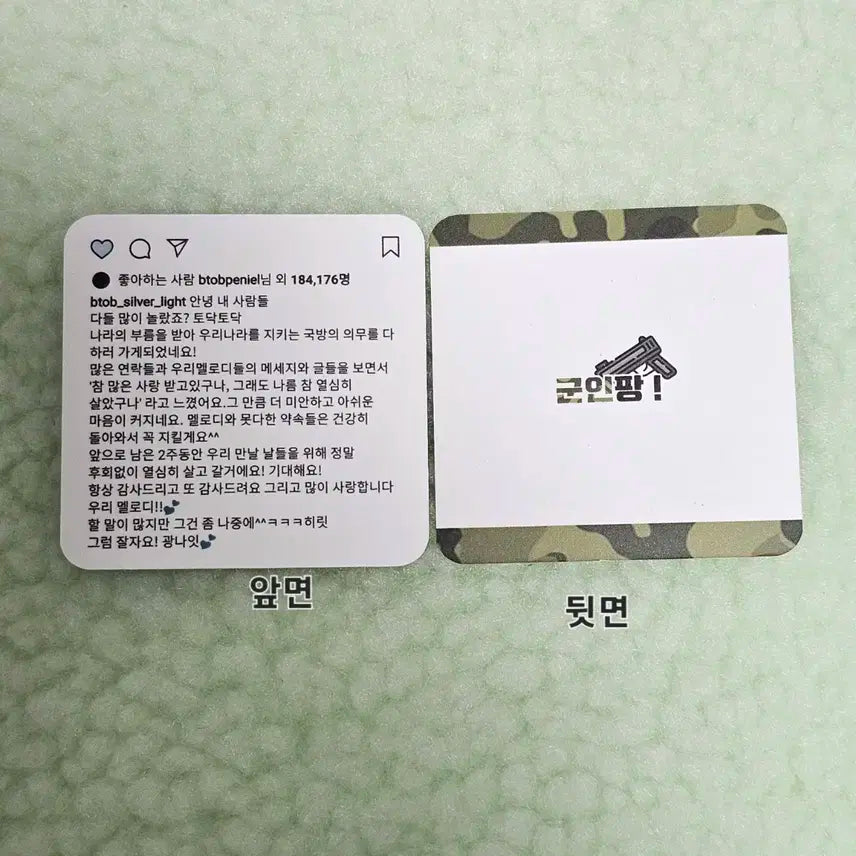 좋아하는 사람 btobpeniel님 외 184,176명
btob_silver_light 안녕 내 사람들
다들 많이 놀랐죠? 토닥토닥
나라의 부름을 받아 우리나라를 지키는 국방의 의무를 다
하러 가게되었네요!
많은 연락들과 우리멜로디들의 메세지와 글들을 보면서
'참 많은 사랑 받고있구나, 그래도 나름 참 열심히
살았구나' 라고 느꼈어요.그 만큼 더 미안하고 아쉬운
마음이 커지네요. 멜로디와 못다한 약속들은 건강히
돌아와서 꼭 지킬게요^^
앞으로 남은 2주동안 우리 만날 날들을 위해 정말
후회없이 열심히 살고 갈거에요! 기대해요!
항상 감사드리고 또 감사드려요 그리고 많이 사랑합니다
우리 멜로디!!💕
할 말이 많지만 그건 좀 나중에^^ㅋㅋㅋ히릿
그럼 잘자요! 광나잇💕
앞면
군인팡!
뒷면